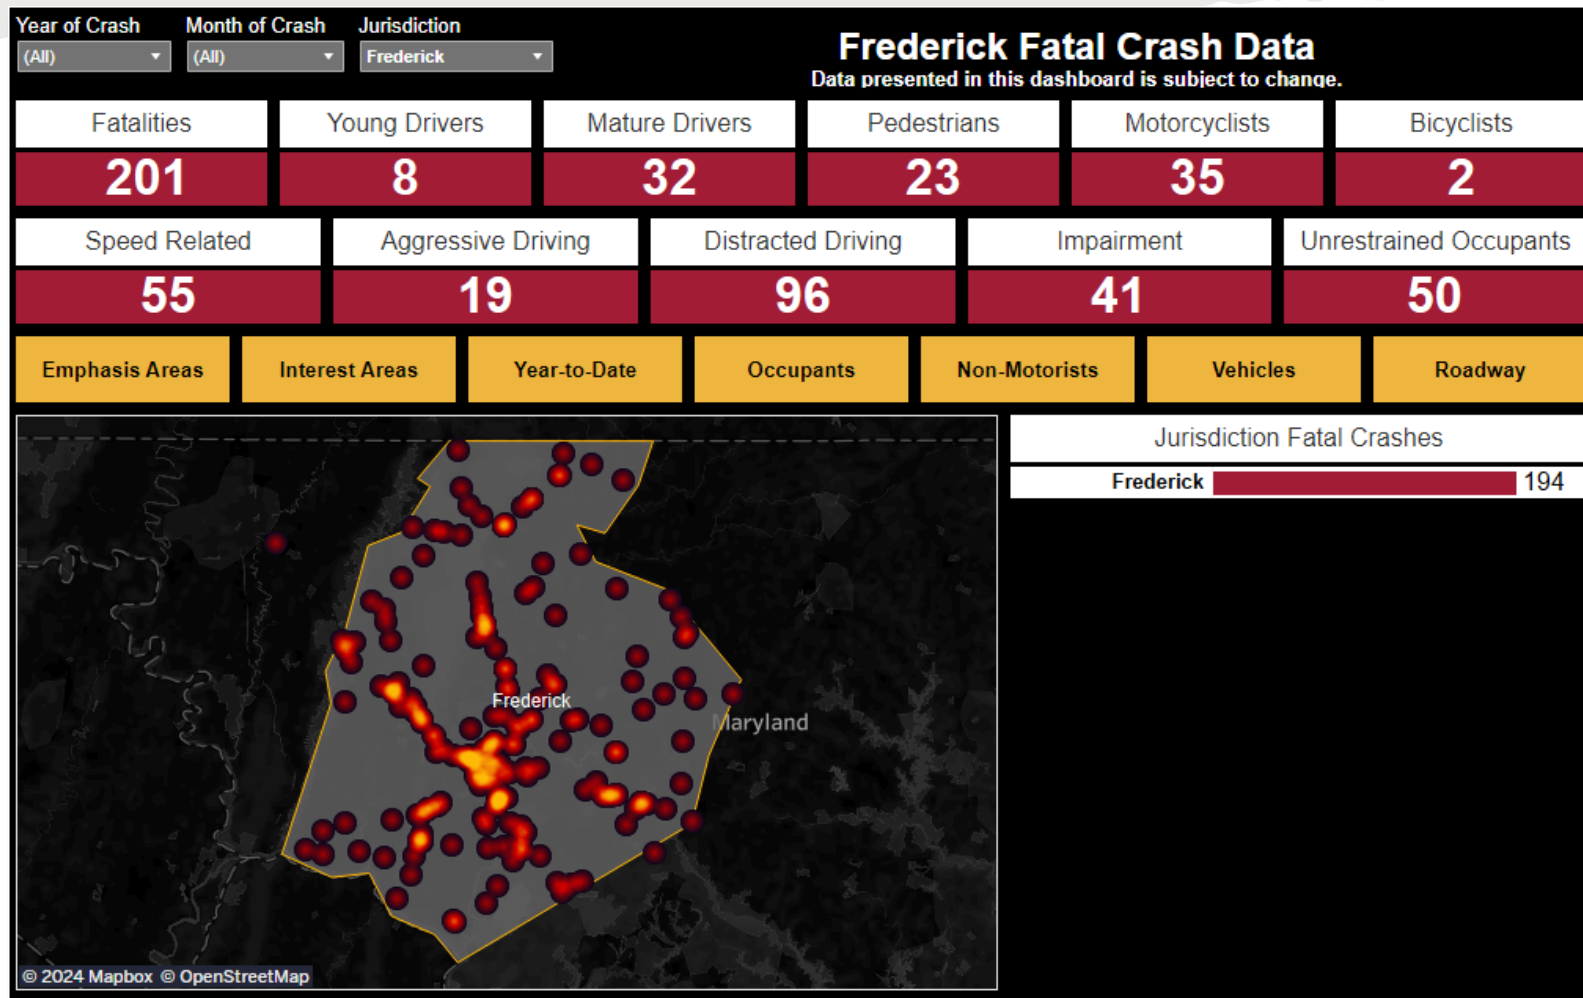 Year of Crash Month of Crash Jurisdiction
(All) (All) Frederick
Frederick Fatal Crash Data
Data presented in this dashboard is subject to change.
Fatalities Young Drivers Mature Drivers Pedestrians Motorcyclists Bicyclists
201 8 32 23 35 2
Speed Related Aggressive Driving Distracted Driving Impairment Unrestrained Occupants
55 19 96 41 50
Emphasis Areas Interest Areas Year-to-Date Occupants Non-Motorists Vehicles Roadway
Jurisdiction Fatal Crashes
Frederick 194
Frederick
Maryland
© 2024 Mapbox © OpenStreetMap